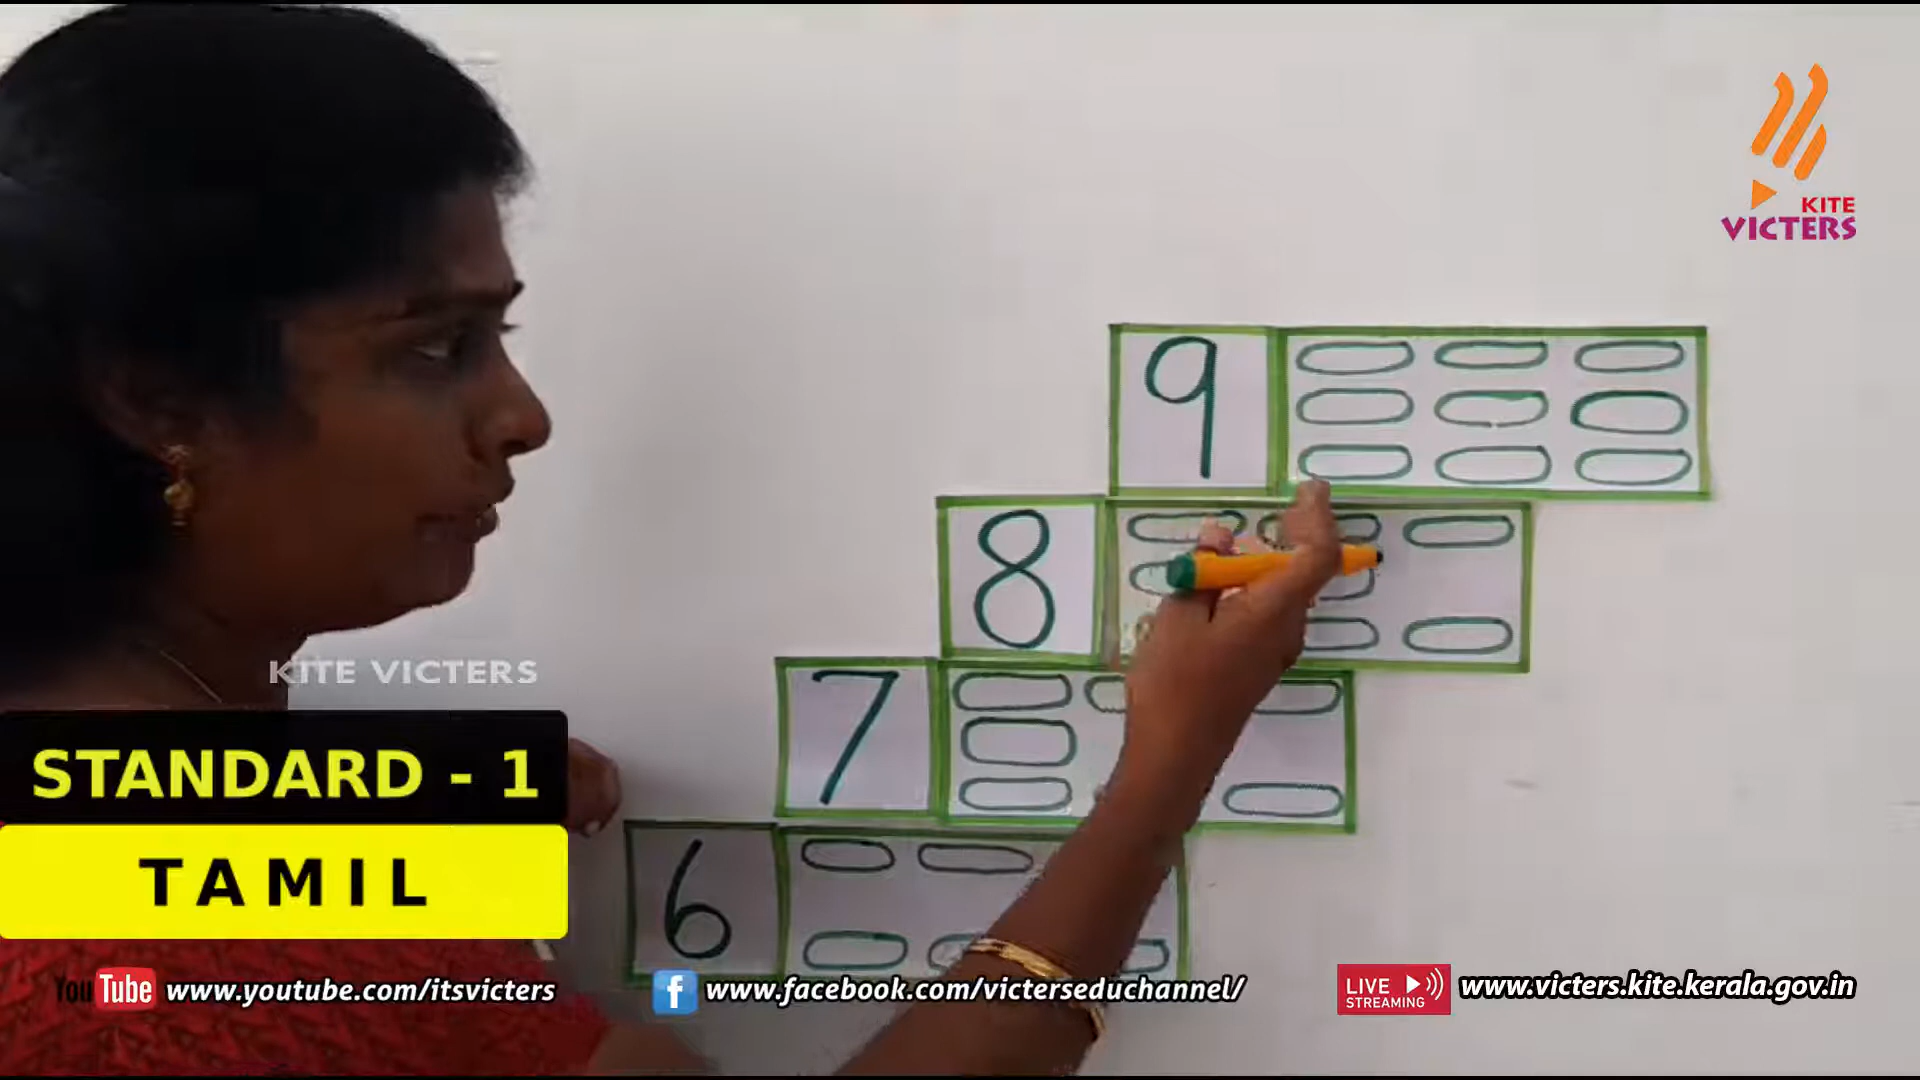 KITE
VICTERS
9
8
7
6
KITE VICTERS
STANDARD - 1
TAMIL
YouTube www.youtube.com/itsvicters
f www.facebook.com/victerseduchannel/
LIVE STREAMING www.victers.kite.kerala.gov.in